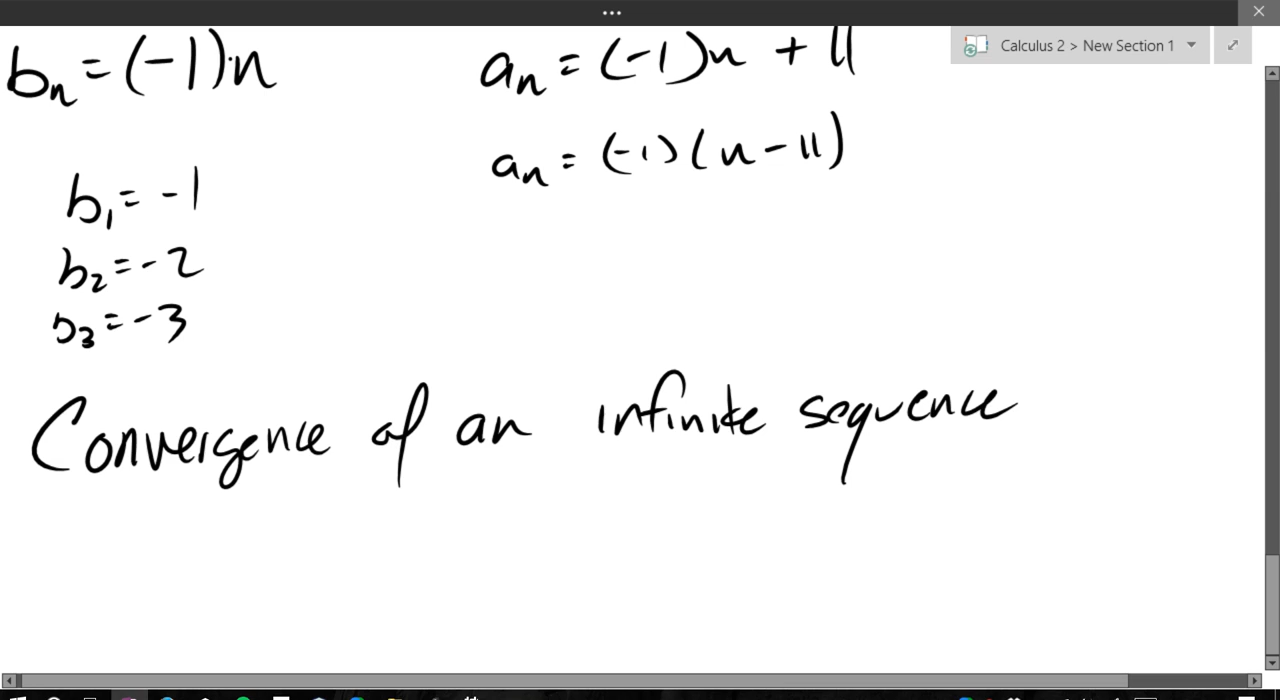 Calculus 2 > New Section 1
bn = (-1)·n
an = (-1)n + 11
an = (-1)(n - 11)
b1 = -1
b2 = -2
b3 = -3
Convergence of an infinite sequence